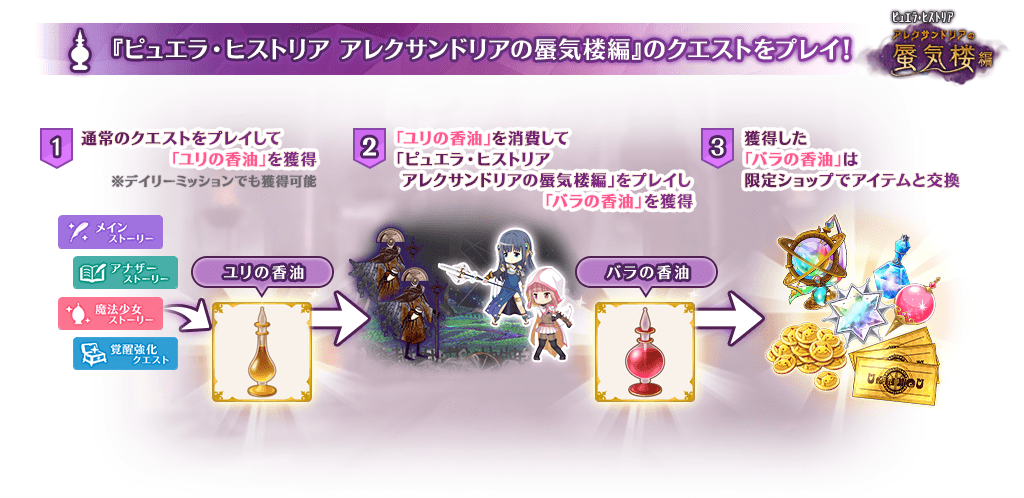 『ピュエラ・ヒストリア アレクサンドリアの蜃気楼編』のクエストをプレイ!
ピュエラ・ヒストリア
アレクサンドリアの
蜃気楼編
1
通常のクエストをプレイして
「ユリの香油」を獲得
※デイリーミッションでも獲得可能
メイン
ストーリー
アナザー
ストーリー
魔法少女
ストーリー
覚醒強化
クエスト
ユリの香油
2
「ユリの香油」を消費して
「ピュエラ・ヒストリア
アレクサンドリアの蜃気楼編」をプレイし
「バラの香油」を獲得
バラの香油
3
獲得した
「バラの香油」は
限定ショップでアイテムと交換